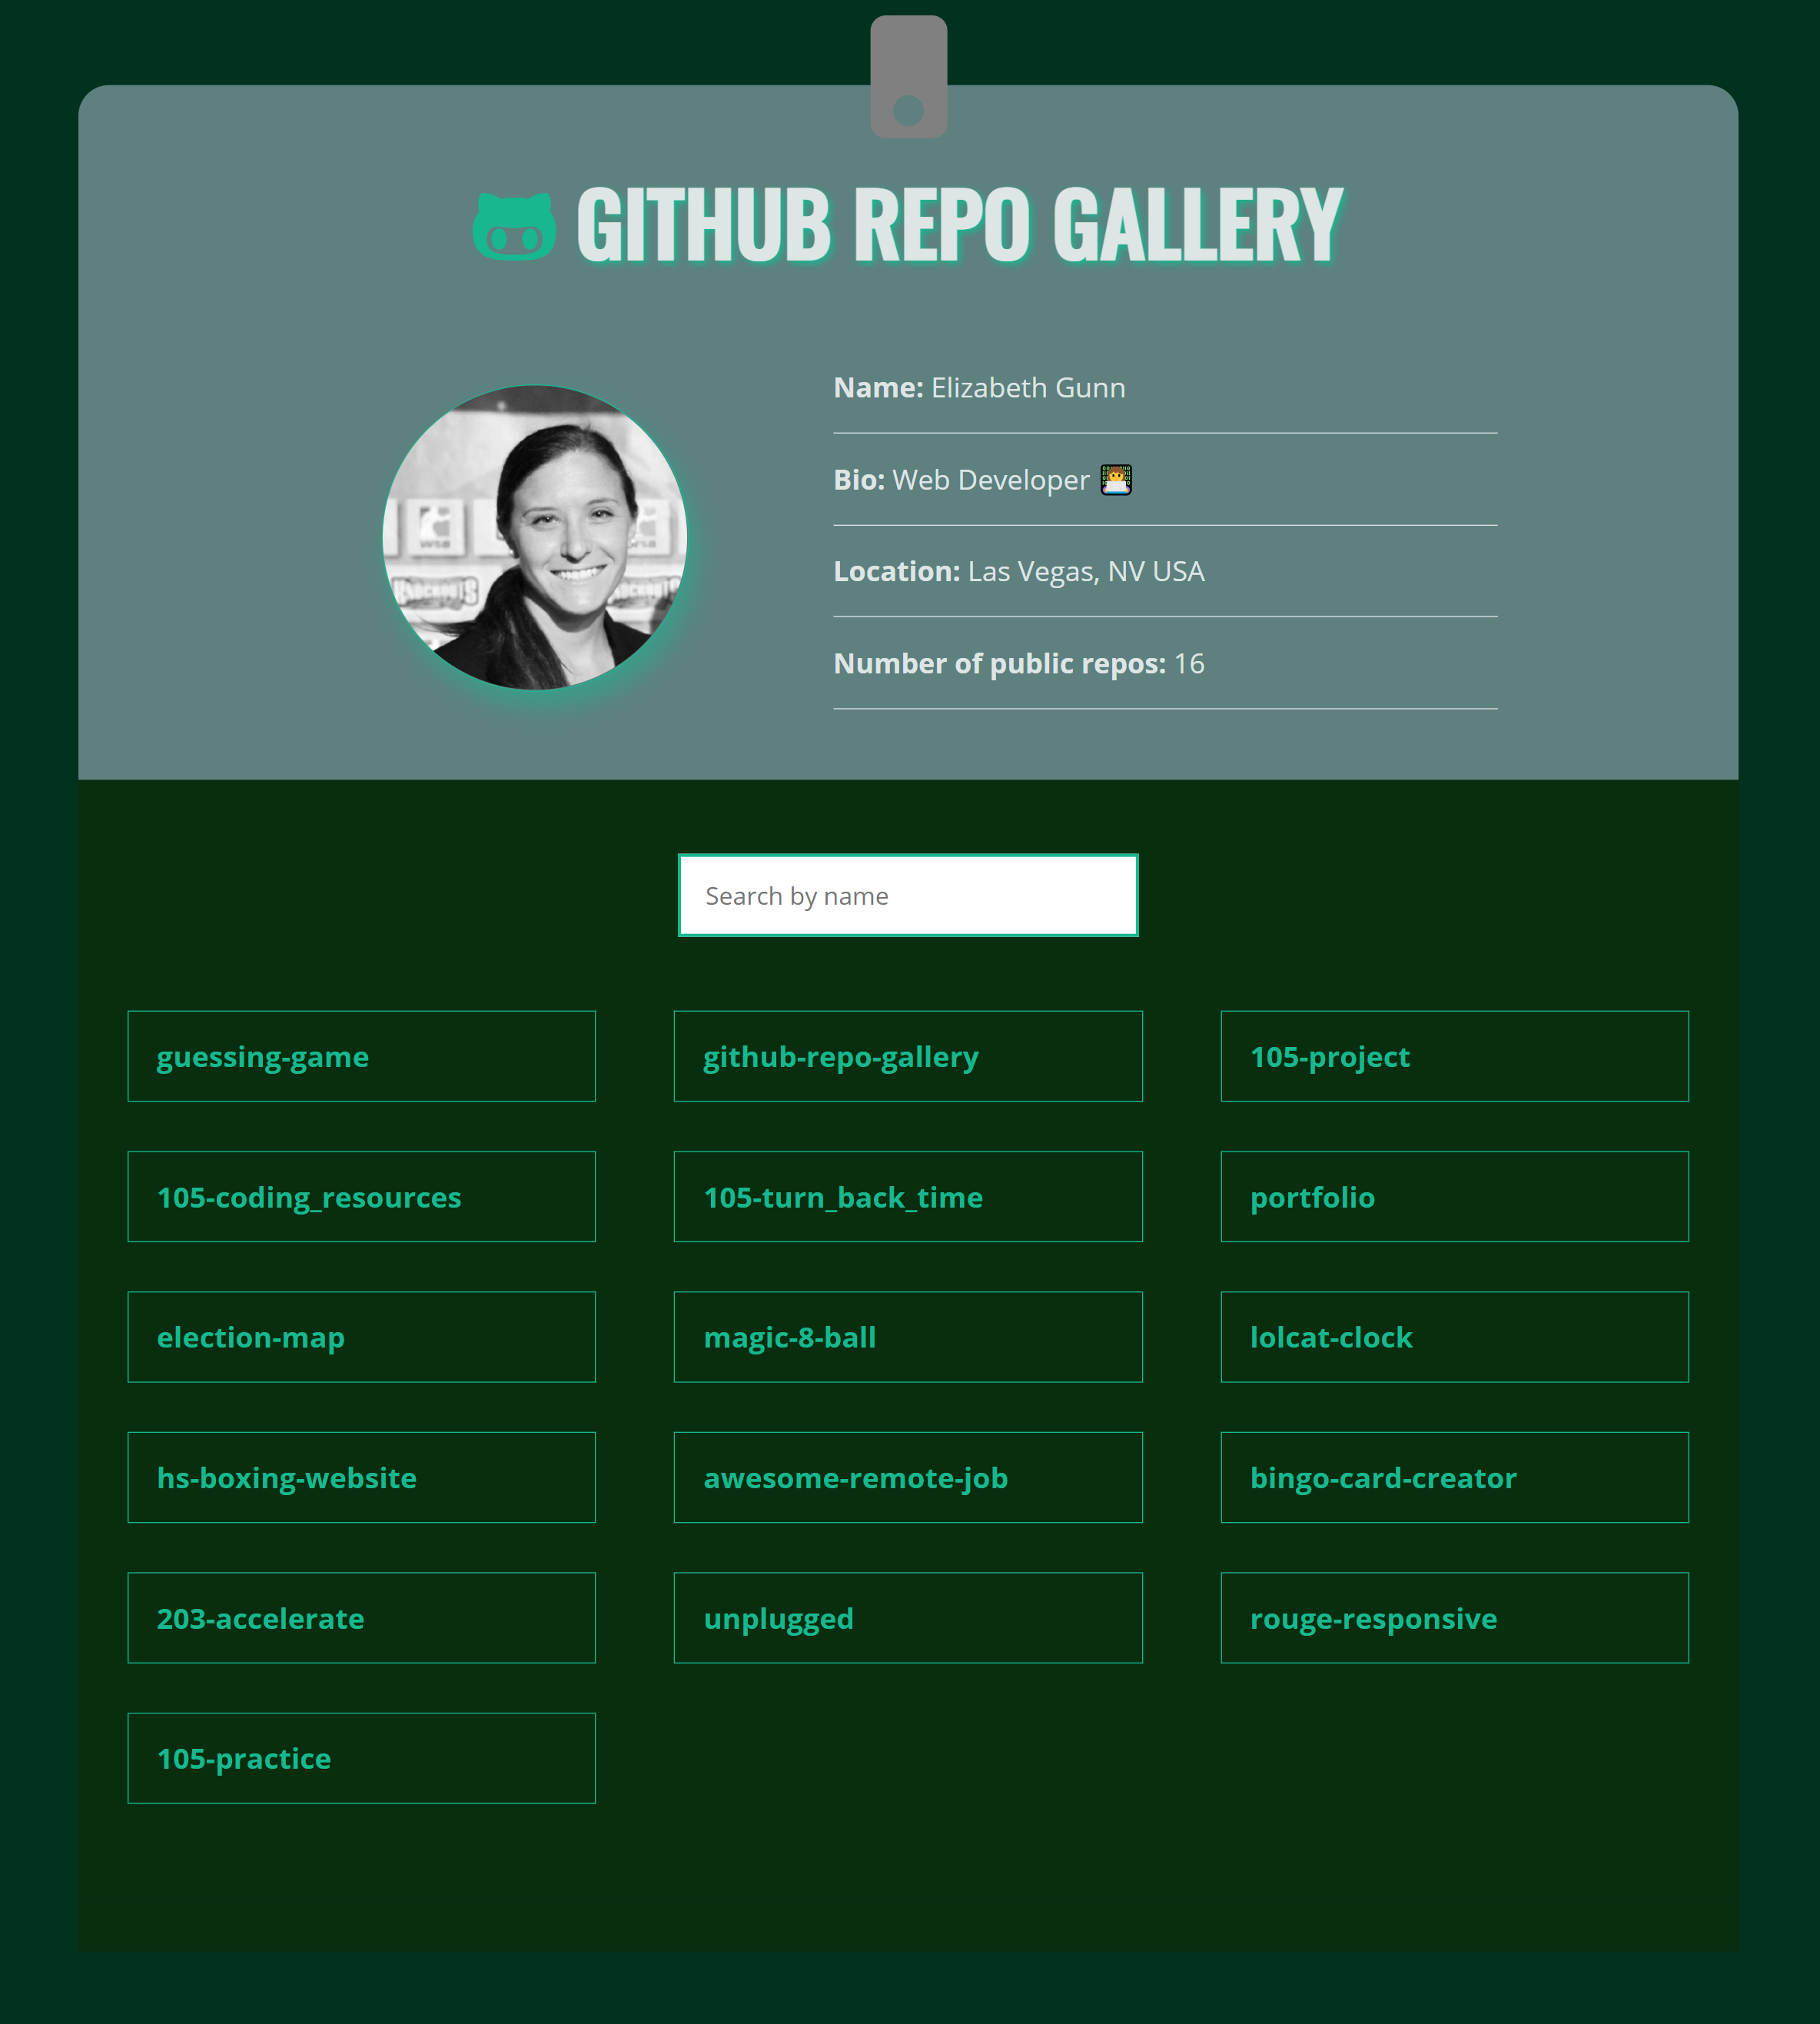 GITHUB REPO GALLERY
Name: Elizabeth Gunn
Bio: Web Developer 👩‍💻
Location: Las Vegas, NV USA
Number of public repos: 16
WSB
KNOCKOUTS
Search by name
guessing-game
github-repo-gallery
105-project
105-coding_resources
105-turn_back_time
portfolio
election-map
magic-8-ball
lolcat-clock
hs-boxing-website
awesome-remote-job
bingo-card-creator
203-accelerate
unplugged
rouge-responsive
105-practice